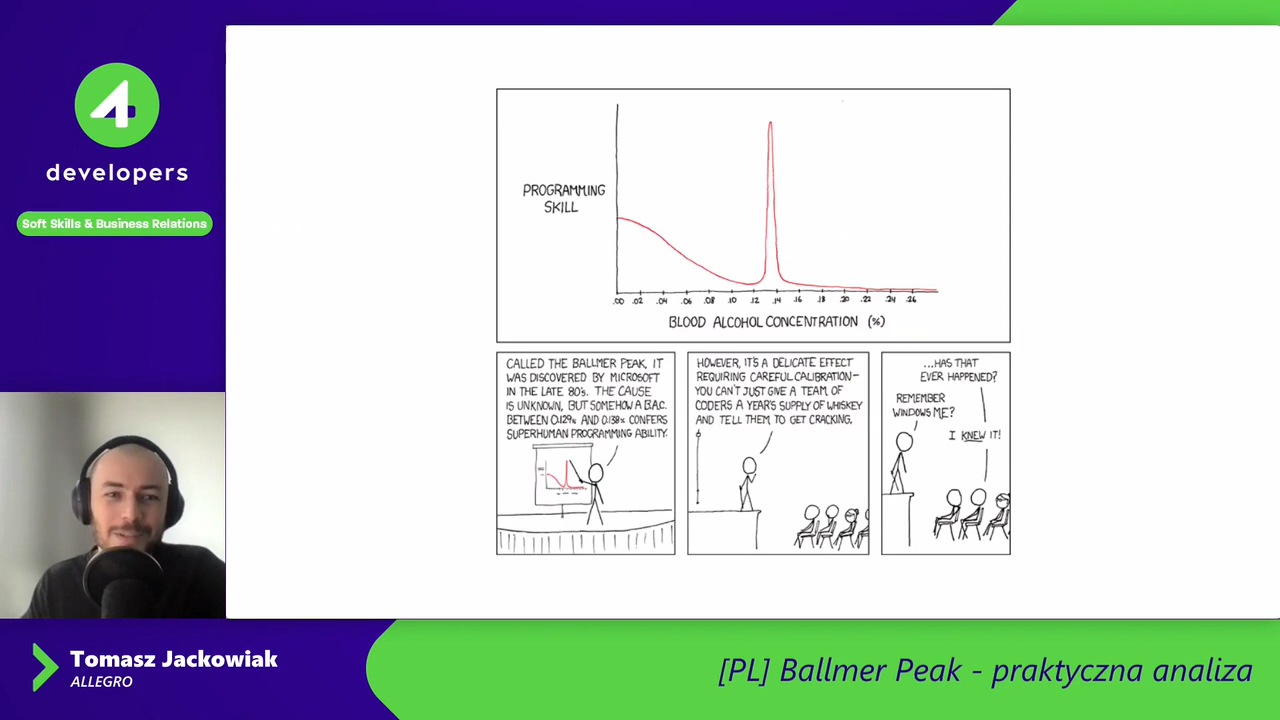 4
developers
Soft Skills & Business Relations
PROGRAMMING
SKILL
.00 .02 .04 .06 .08 .10 .12 .14 .16 .18 .20 .22 .24 .26
BLOOD ALCOHOL CONCENTRATION (%)
CALLED THE BALLMER PEAK, IT
WAS DISCOVERED BY MICROSOFT
IN THE LATE 80's. THE CAUSE
IS UNKNOWN, BUT SOMEHOW A B.A.C.
BETWEEN 0.129% AND 0.138% CONFERS
SUPERHUMAN PROGRAMMING ABILITY.
HOWEVER, IT'S A DELICATE EFFECT
REQUIRING CAREFUL CALIBRATION—
YOU CAN'T JUST GIVE A TEAM OF
CODERS A YEAR'S SUPPLY OF WHISKEY
AND TELL THEM TO GET CRACKING.
...HAS THAT
EVER HAPPENED?
REMEMBER
WINDOWS ME?
I KNEW IT!
Tomasz Jackowiak
ALLEGRO
[PL] Ballmer Peak - praktyczna analiza